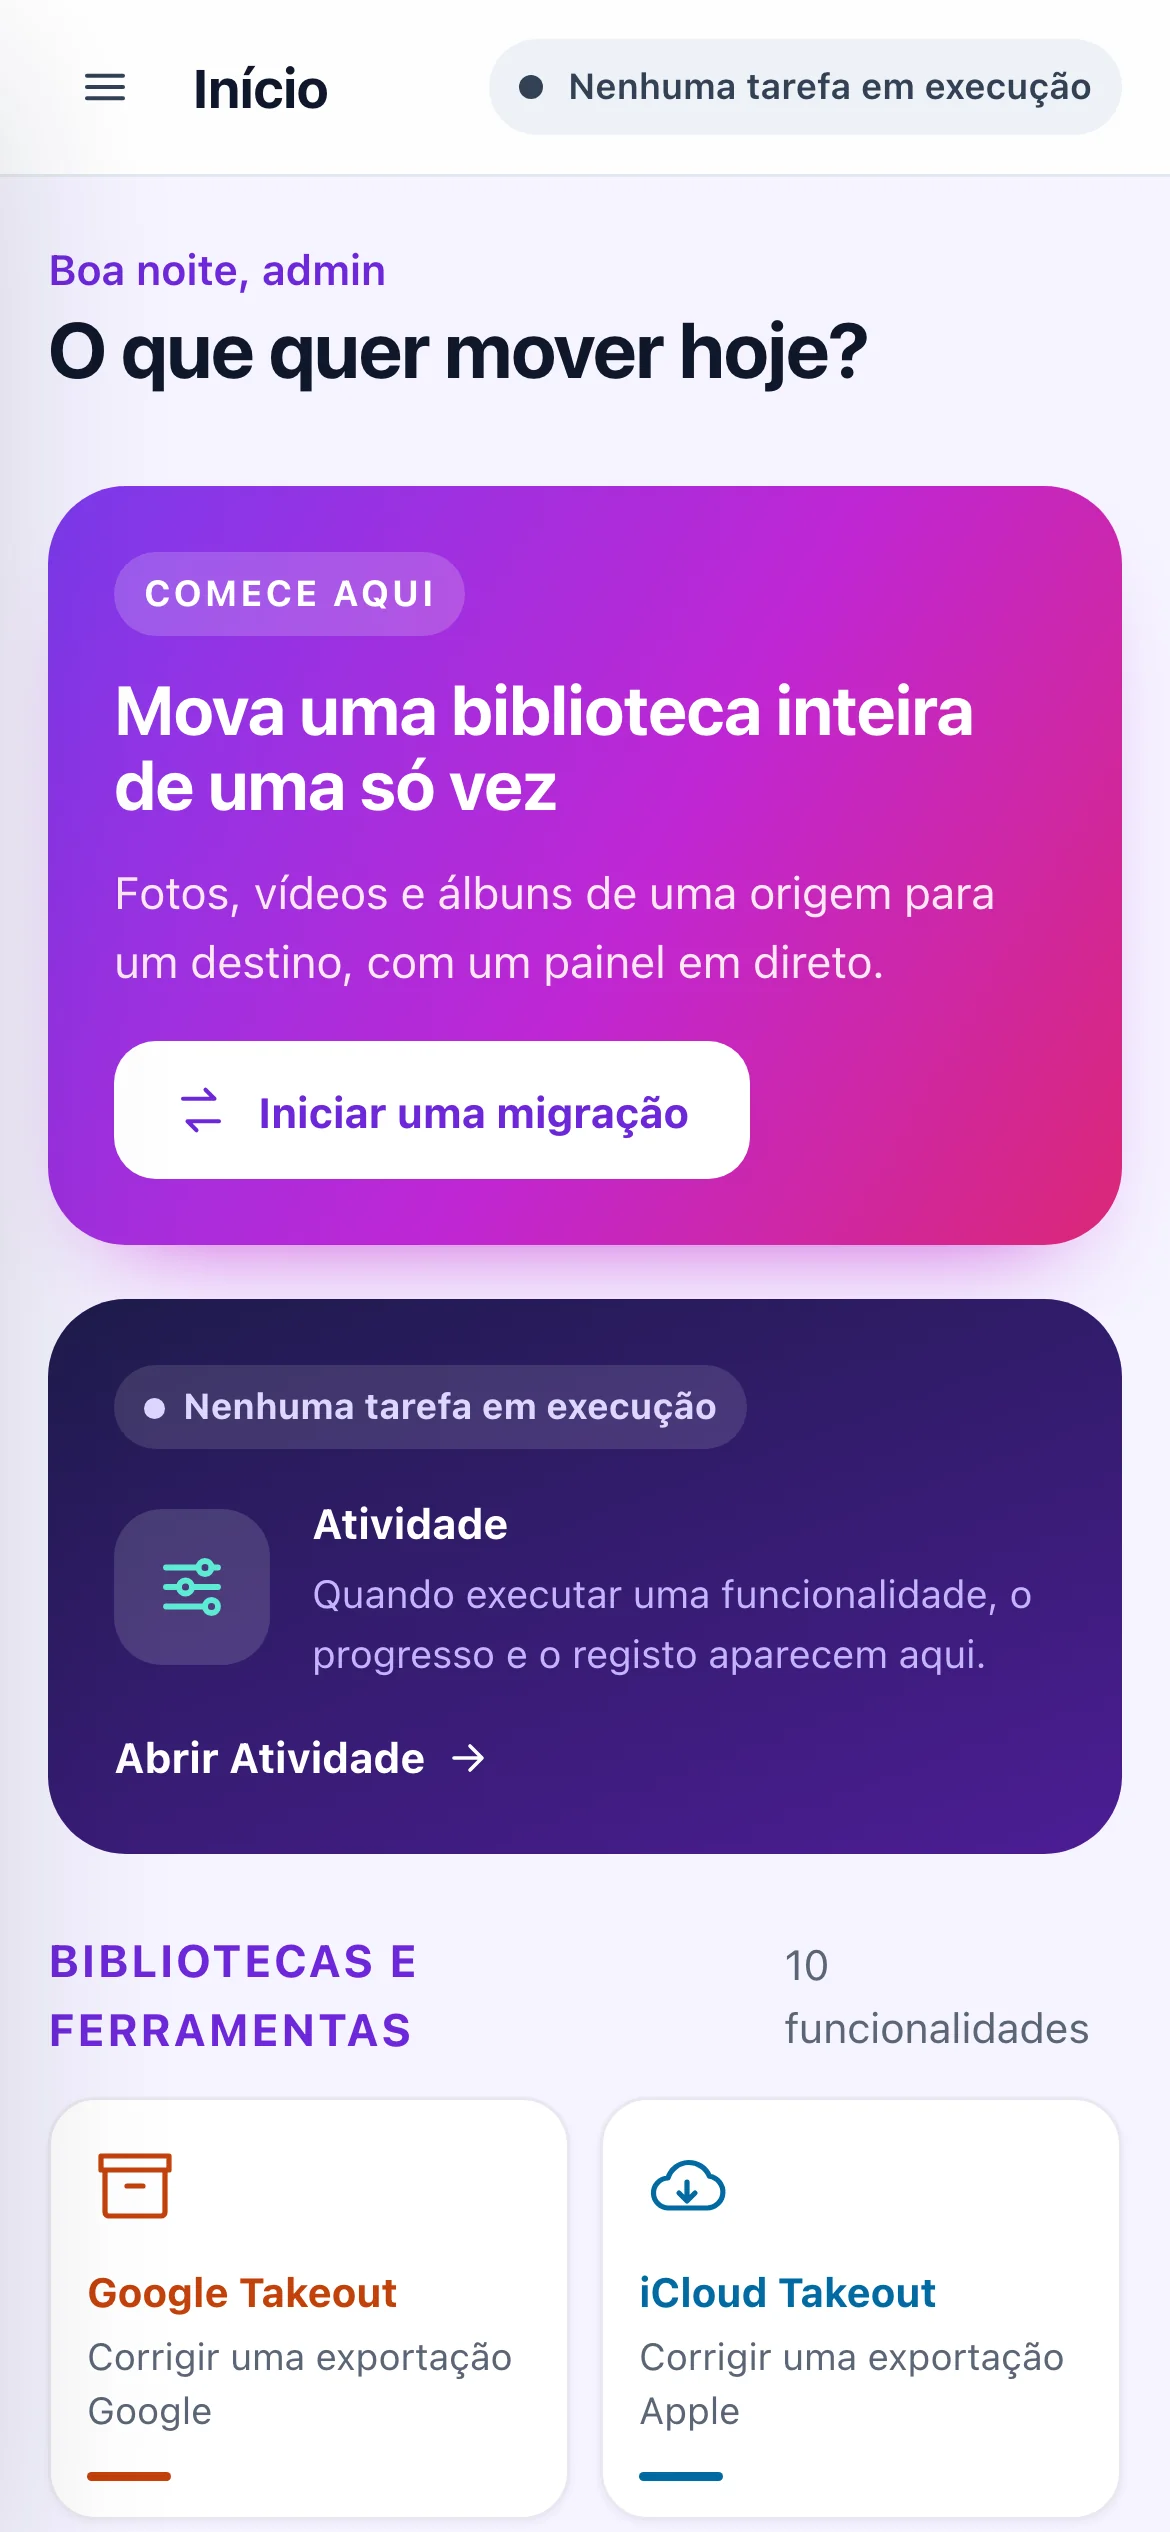 Início
Nenhuma tarefa em execução
Boa noite, admin
O que quer mover hoje?
COMECE AQUI
Mova uma biblioteca inteira
de uma só vez
Fotos, vídeos e álbuns de uma origem para
um destino, com um painel em direto.
Iniciar uma migração
Nenhuma tarefa em execução
Atividade
Quando executar uma funcionalidade, o
progresso e o registo aparecem aqui.
Abrir Atividade →
BIBLIOTECAS E
FERRAMENTAS
10
funcionalidades
Google Takeout
Corrigir uma exportação
Google
iCloud Takeout
Corrigir uma exportação
Apple